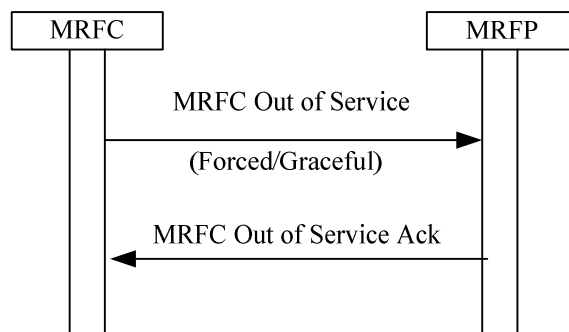 MRFC
MRFP
MRFC Out of Service
(Forced/Graceful)
MRFC Out of Service Ack